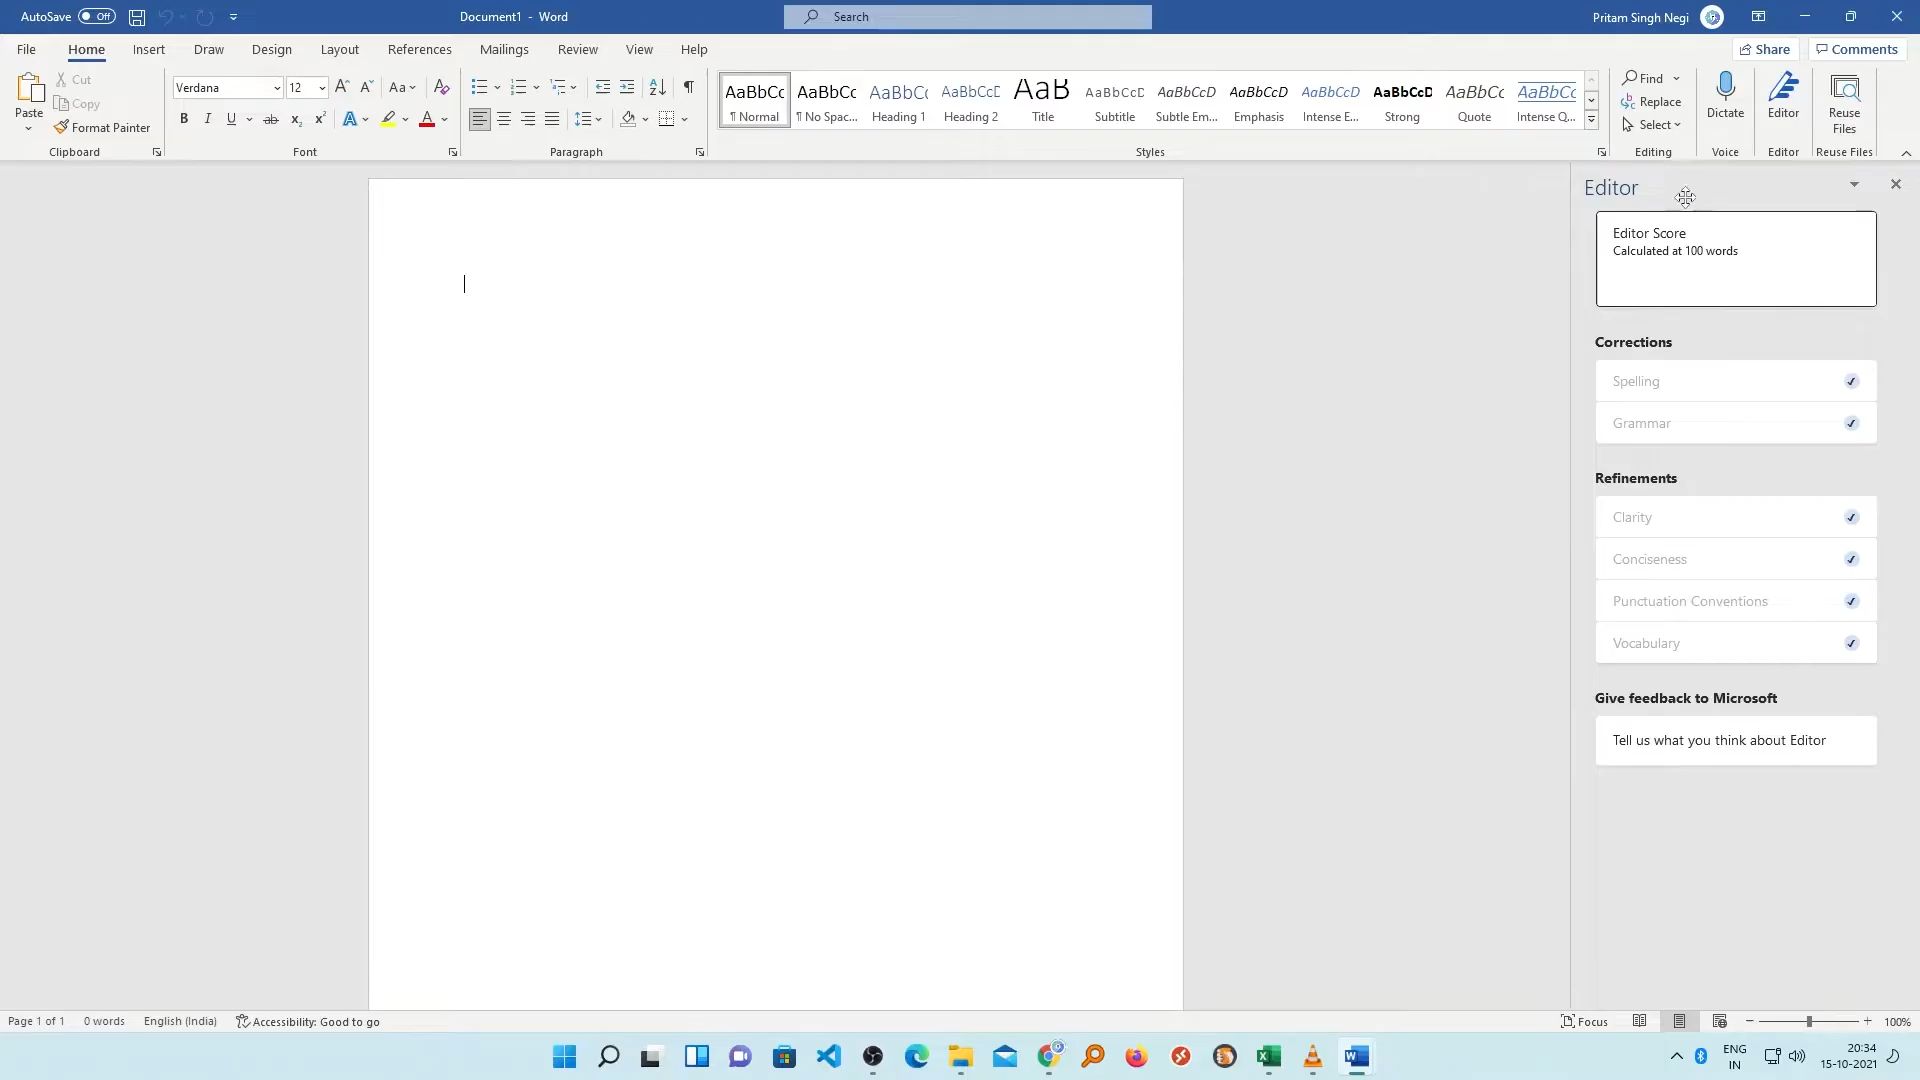 AutoSave Off Document1 - Word Search Pritam Singh Negi
File Home Insert Draw Design Layout References Mailings Review View Help Share Comments
Paste Cut Copy Format Painter Clipboard
Verdana 12 Aa B I U ab x₂ x² A A Font
Paragraph
AaBbCc AaBbCc AaBbCc AaBbCcD AaB AaBbCcD AaBbCcD AaBbCcD AaBbCcD AaBbCcD AaBbCc AaBbCc
¶ Normal ¶ No Spac... Heading 1 Heading 2 Title Subtitle Subtle Em... Emphasis Intense E... Strong Quote Intense Q...
Styles
Find Replace Select Editing
Dictate Voice
Editor Editor
Reuse Files Reuse Files
Editor
Editor Score
Calculated at 100 words
Corrections
Spelling
Grammar
Refinements
Clarity
Conciseness
Punctuation Conventions
Vocabulary
Give feedback to Microsoft
Tell us what you think about Editor
Page 1 of 1 0 words English (India) Accessibility: Good to go Focus 100%
ENG IN 20:34 15-10-2021